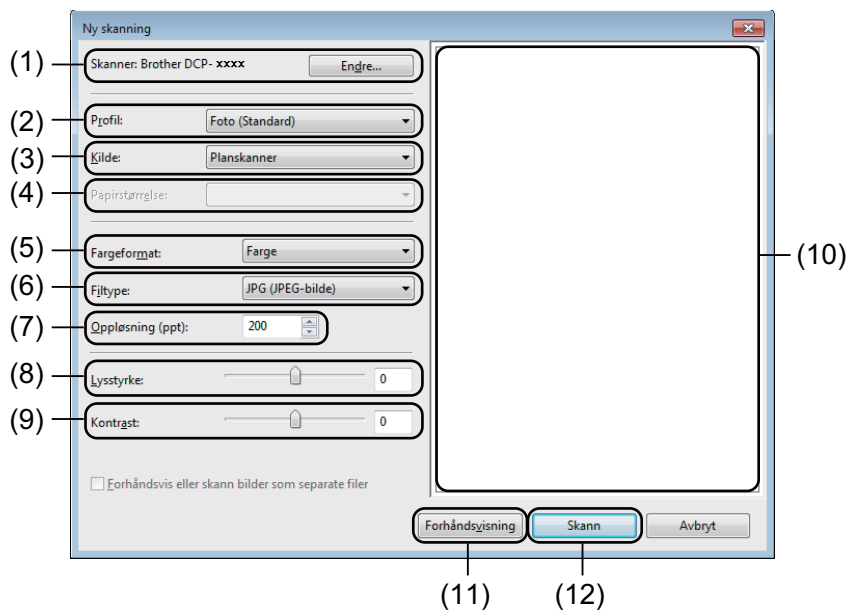 Ny skanning
(1) Skanner: Brother DCP- xxxx Endre...
(2) Profil: Foto (Standard)
(3) Kilde: Planskanner
(4) Papirstørrelse:
(5) Fargeformat: Farge
(10)
(6) Filtype: JPG (JPEG-bilde)
(7) Oppløsning (ppt): 200
(8) Lysstyrke: 0
(9) Kontrast: 0
Forhåndsvis eller skann bilder som separate filer
Forhåndsvisning Skann Avbryt
(11) (12)